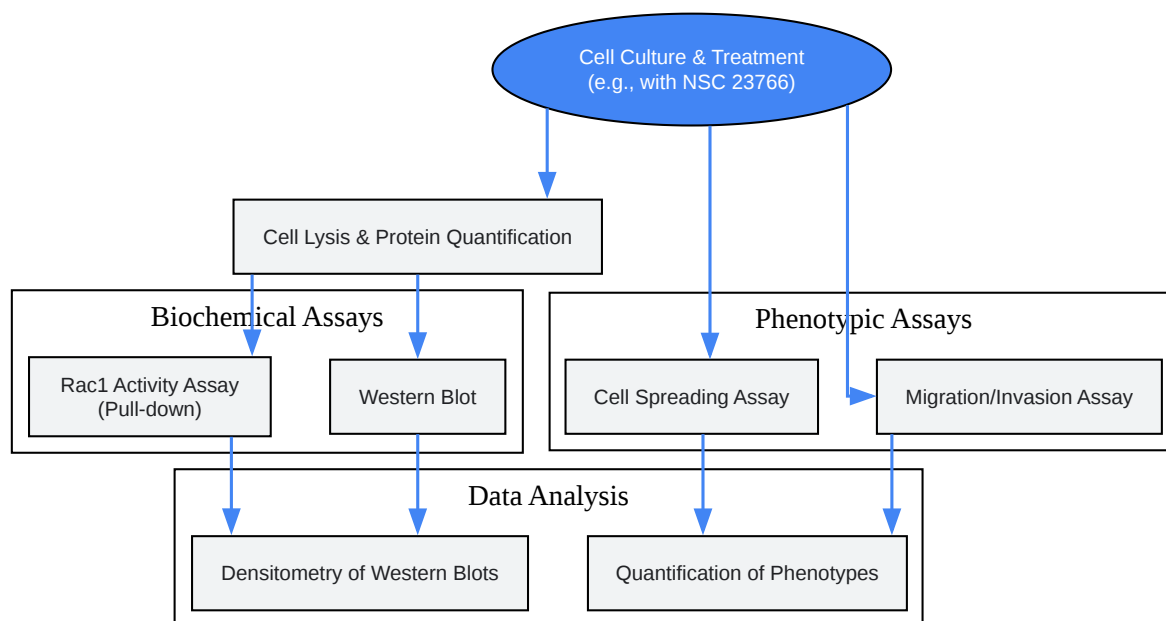 Cell Culture & Treatment
(e.g., with NSC 23766)
Cell Lysis & Protein Quantification
Biochemical Assays
Phenotypic Assays
Rac1 Activity Assay
(Pull-down)
Western Blot
Cell Spreading Assay
Migration/Invasion Assay
Data Analysis
Densitometry of Western Blots
Quantification of Phenotypes